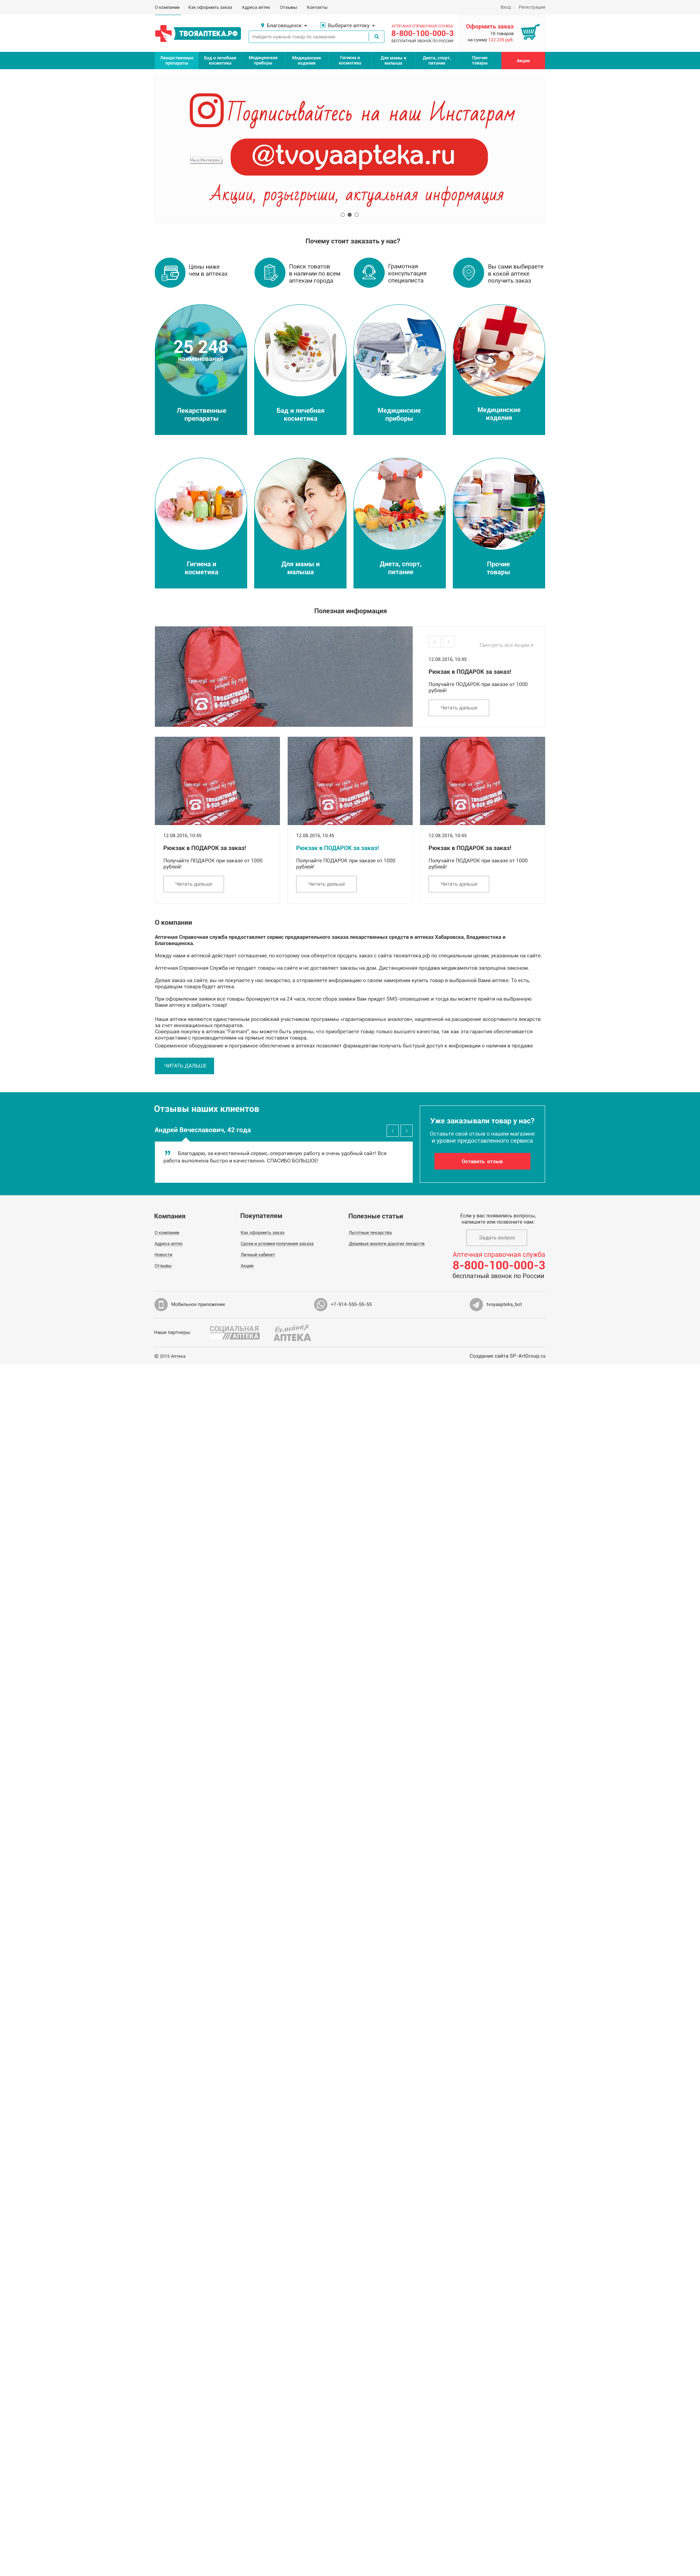 О компании Как оформить заказ Адреса аптек Отзывы Контакты Вход Регистрация
ТВОЯАПТЕКА.РФ
Благовещенск Выберите аптеку
Найдите нужный товар по названию
АПТЕЧНАЯ СПРАВОЧНАЯ СЛУЖБА
8-800-100-000-3
БЕСПЛАТНЫЙ ЗВОНОК ПО РОССИИ
Оформить заказ
18 товаров
на сумму 122 235 руб.
Лекарственные препараты
Бад и лечебная косметика
Медицинские приборы
Медицинские изделия
Гигиена и косметика
Для мамы и малыша
Диета, спорт, питание
Прочие товары
Акции
Подписывайтесь на наш Инстаграм
Мы в Инстаграм
@tvoyaapteka.ru
Акции, розыгрыши, актуальная информация
Почему стоит заказать у нас?
Цены ниже
чем в аптеках
Поиск товатов
в наличии по всем
аптекам города
Грамотная
консультация
специалиста
Вы сами выбираете
в кокой аптеке
получить заказ
25 248
наименований
Лекарственные
препараты
Бад и лечебная
косметика
Медицинские
приборы
Медицинские
изделия
Гигиена и
косметика
Для мамы и
малыша
Диета, спорт,
питание
Прочие
товары
Полезная информация
Смотреть все Акции »
12.08.2016, 10:45
Рюкзак в ПОДАРОК за заказ!
Получайте ПОДАРОК при заказе от 1000
рублей!
Читать дальше
12.08.2016, 10:45
Рюкзак в ПОДАРОК за заказ!
Получайте ПОДАРОК при заказе от 1000
рублей!
Читать дальше
12.08.2016, 10:45
Рюкзак в ПОДАРОК за заказ!
Получайте ПОДАРОК при заказе от 1000
рублей!
Читать дальше
12.08.2016, 10:45
Рюкзак в ПОДАРОК за заказ!
Получайте ПОДАРОК при заказе от 1000
рублей!
Читать дальше
О компании
Аптечная Справочная служба предоставляет сервис предварительного заказа лекарственных средств в аптеках Хабаровска, Владивостока и
Благовещенска.
Между нами и аптекой действует соглашение, по которому она обязуется продать заказ с сайта твояаптека.рф по специальным ценам, указанным на сайте.
Аптечная Справочная Служба не продает товары на сайте и не доставляет заказы на дом. Дистанционная продажа медикаментов запрещена законом.
Делая заказ на сайте, вы не покупаете у нас лекарство, а отправляете информацию о своем намерении купить товар в выбранной Вами аптеке. То есть,
продавцом товара будет аптека.
При оформлении заявки все товары бронируются на 24 часа, после сбора заявки Вам придет SMS-оповещение и тогда вы можете прийти на выбранную
Вами аптеку и забрать товар!
Наши аптеки являются единственным российский участником программы «гарантированных аналогов», нацеленной на расширение ассортимента лекарств
за счет инновационных препаратов.
Совершая покупку в аптеках "Farmani", вы можете быть уверены, что приобретаете товар только высшего качества, так как эта гарантия обеспечивается
контрактами с производителями на прямые поставки товара.
Современное оборудование и програмное обеспечение в аптеках позволяет фармацевтам получать быстрый доступ к информации о наличии в продаже
ЧИТАТЬ ДАЛЬШЕ
Отзывы наших клиентов
Андрей Вячеславович, 42 года
Благодарю, за качественный сервис, оперативную работу и очень удобный сайт! Вся
работа выполнена быстро и качественно. СПАСИБО БОЛЬШОЕ!
Уже заказывали товар у нас?
Оставьте свой отзыв о нашем магазине
и уровне предоставленного сервиса
Оставить отзыв
Компания
О компании
Адреса аптек
Новости
Отзывы
Покупателям
Как оформить заказ
Сроки и условия получения заказа
Личный кабинет
Акции
Полезные статьи
Льготные лекарства
Дешевые аналоги дорогих лекарств
Если у вас появились вопросы,
напишите или позвоните нам:
Задать вопрос
Аптечная справочная служба
8-800-100-000-3
бесплатный звонок по России
Мобильное приложение +7-914-555-55-55 tvoyaapteka_bot
Наши партнеры:
СОЦИАЛЬНАЯ
АПТЕКА
Семейная
АПТЕКА
© 2015 Аптека Создание сайта SP-ArtGroup.ru